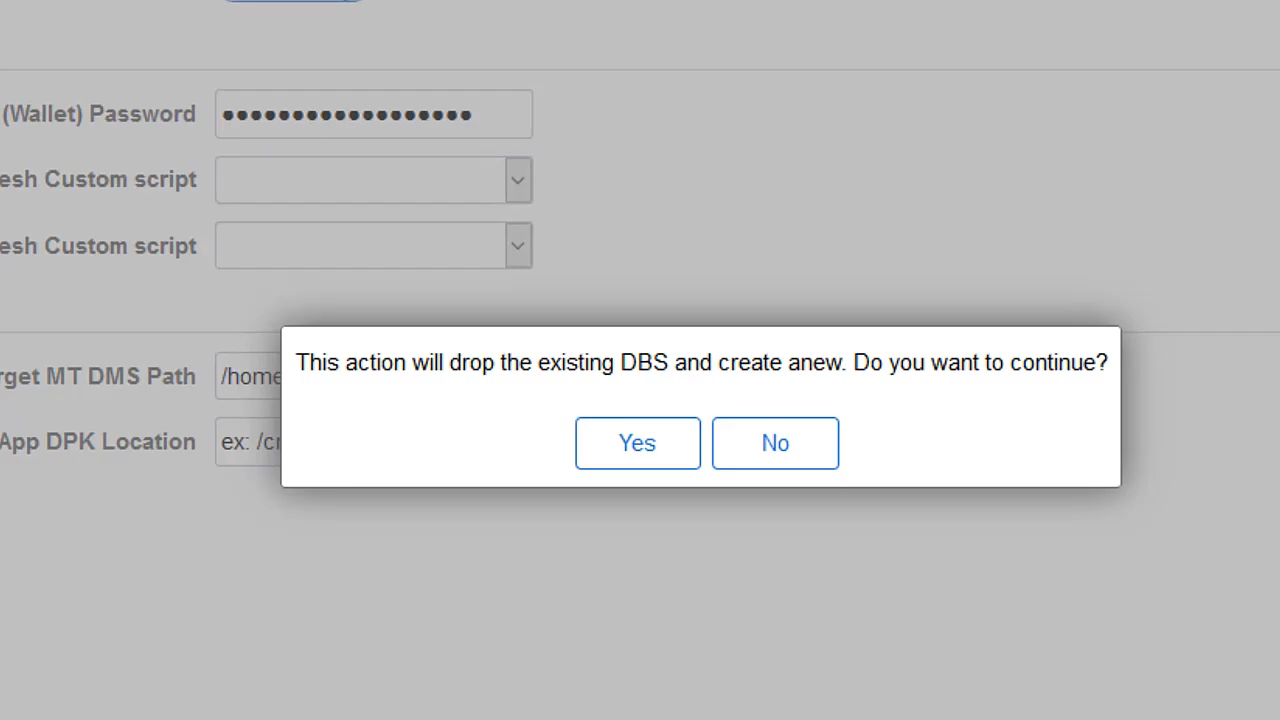 (Wallet) Password
••••••••••••••••••
esh Custom script
esh Custom script
This action will drop the existing DBS and create anew. Do you want to continue?
rget MT DMS Path /home
App DPK Location ex: /cr
Yes No